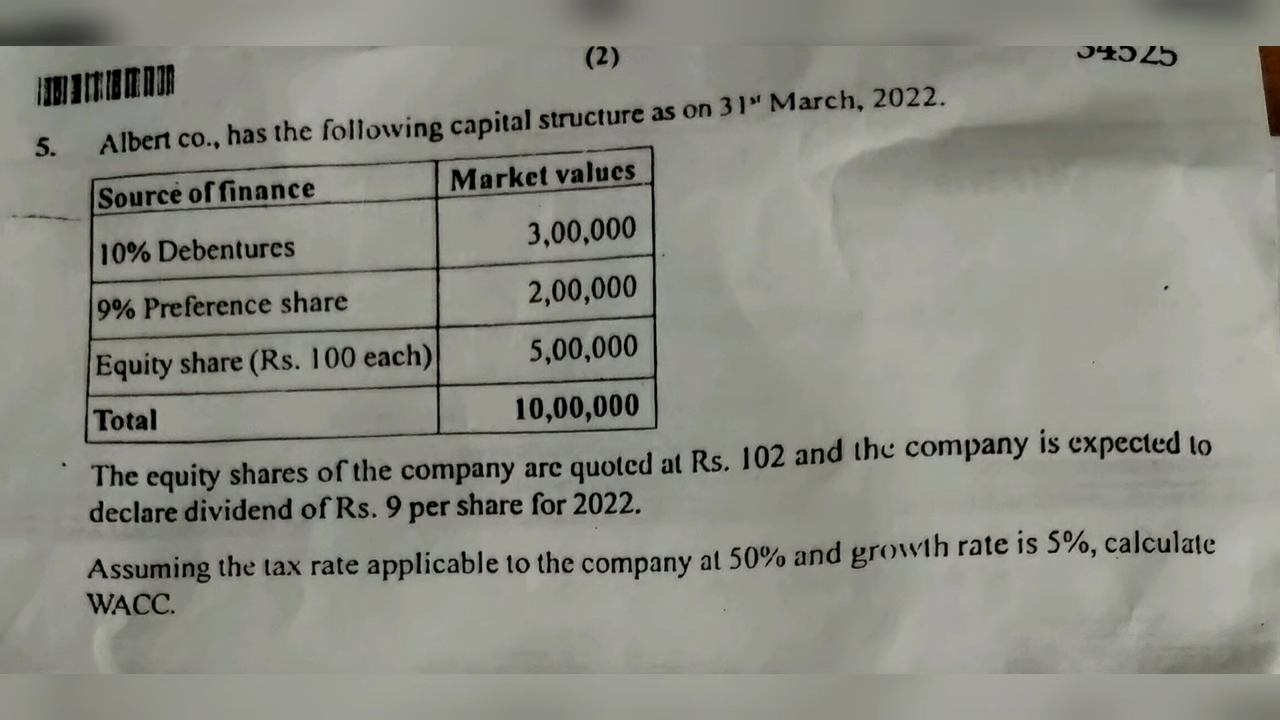 (2)
34525
5. Albert co., has the following capital structure as on 31st March, 2022.
Source of finance Market values
10% Debentures 3,00,000
9% Preference share 2,00,000
Equity share (Rs. 100 each) 5,00,000
Total 10,00,000
The equity shares of the company are quoted at Rs. 102 and the company is expected to
declare dividend of Rs. 9 per share for 2022.
Assuming the tax rate applicable to the company at 50% and growth rate is 5%, calculate
WACC.